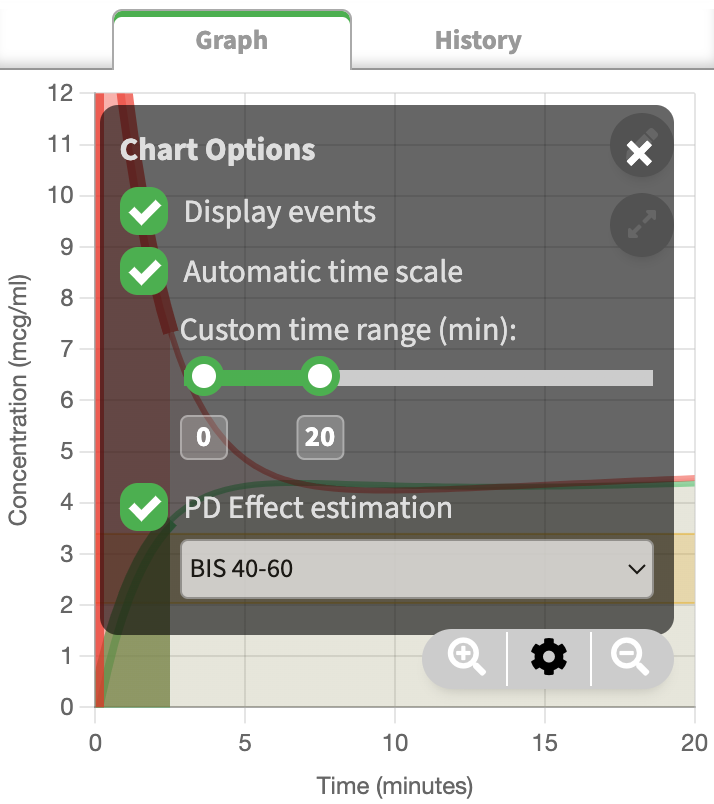 Graph
History
12
11
10
9
8
7
6
5
4
3
2
1
0
Concentration (mcg/ml)
Chart Options
Display events
Automatic time scale
Custom time range (min):
0
20
PD Effect estimation
BIS 40-60
0
5
10
15
20
Time (minutes)